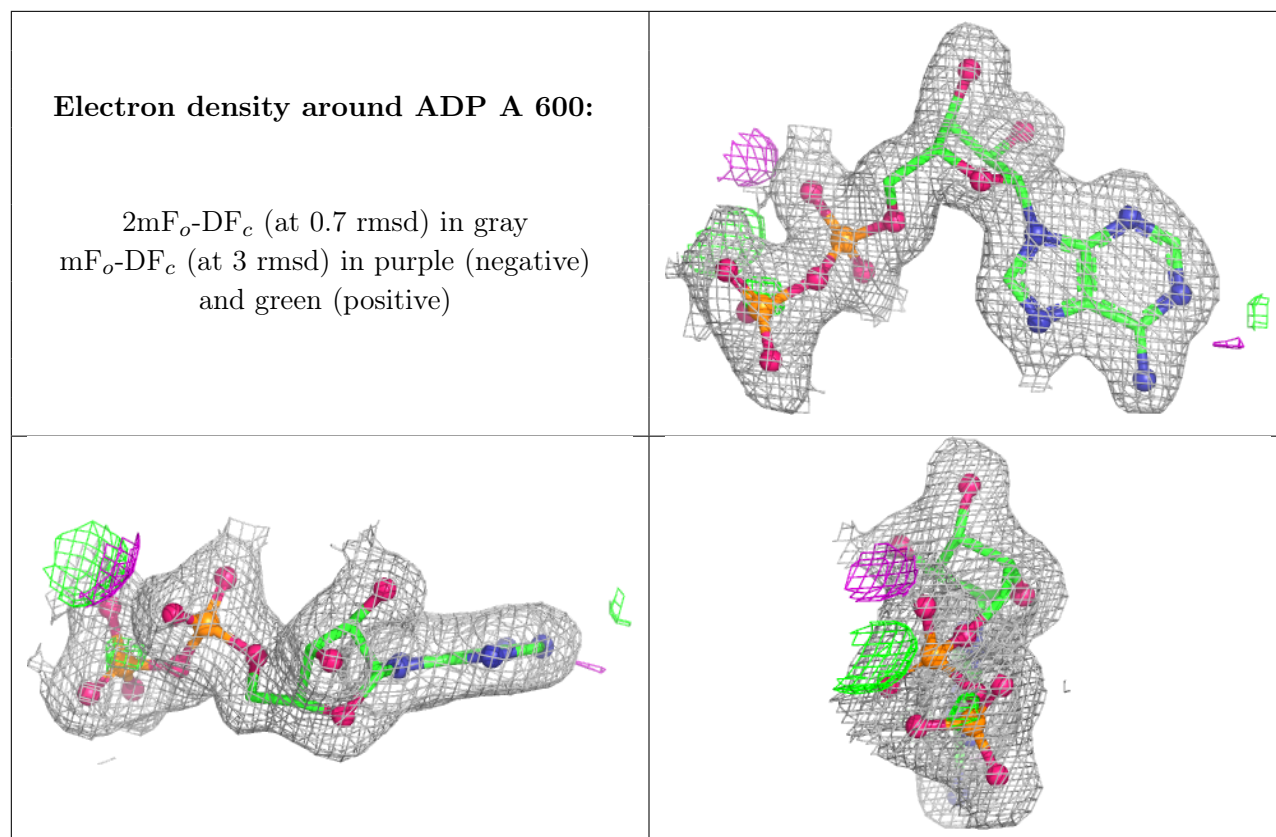 Electron density around ADP A 600:
2mFo-DFc (at 0.7 rmsd) in gray
mFo-DFc (at 3 rmsd) in purple (negative)
and green (positive)